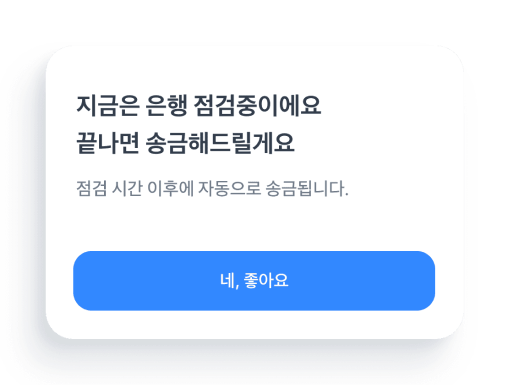 지금은 은행 점검중이에요
끝나면 송금해드릴게요
점검 시간 이후에 자동으로 송금됩니다.
네, 좋아요